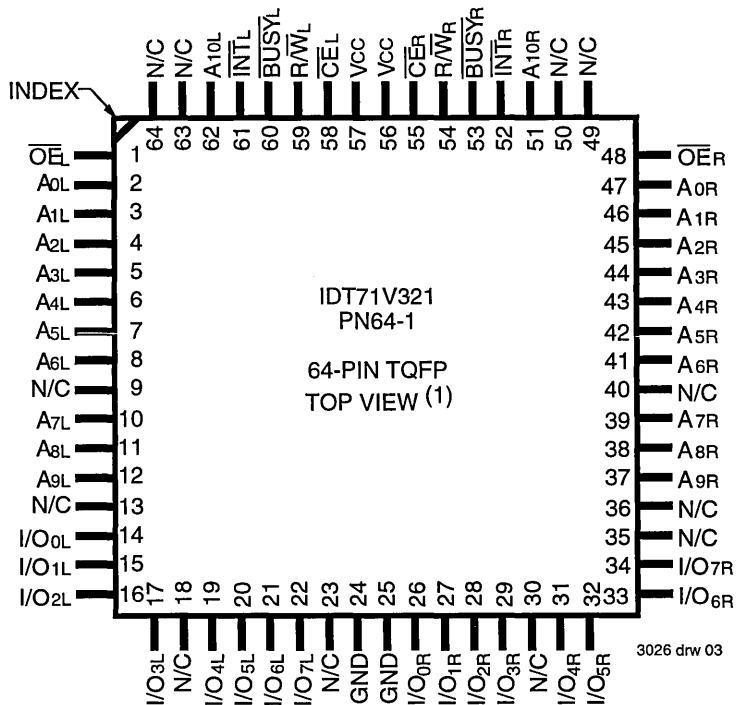 N/C N/C A10L INTL BUSYL R/WL CEL VCC VCC CER R/WR BUSYR INTR A10R N/C N/C
INDEX
64 63 62 61 60 59 58 57 56 55 54 53 52 51 50 49
OEL 1 48 OER
A0L 2 47 A0R
A1L 3 46 A1R
A2L 4 45 A2R
A3L 5 44 A3R
A4L 6 43 A4R
A5L 7 42 A5R
A6L 8 41 A6R
N/C 9 40 N/C
A7L 10 39 A7R
A8L 11 38 A8R
A9L 12 37 A9R
N/C 13 36 N/C
I/O0L 14 35 N/C
I/O1L 15 34 I/O7R
I/O2L 16 33 I/O6R
IDT71V321
PN64-1
64-PIN TQFP
TOP VIEW (1)
17 18 19 20 21 22 23 24 25 26 27 28 29 30 31 32
I/O3L N/C I/O4L I/O5L I/O6L I/O7L N/C GND GND I/O0R I/O1R I/O2R I/O3R N/C I/O4R I/O5R
3026 drw 03